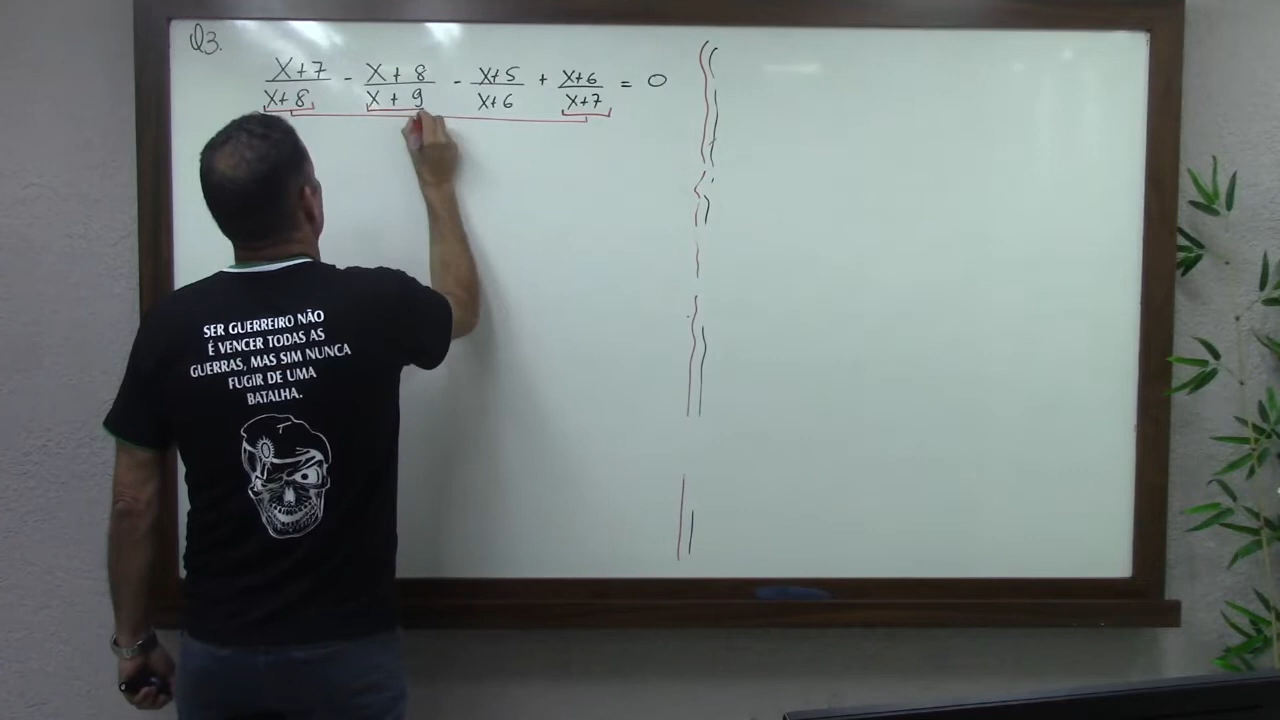 Q3.
x+7/x+8 - x+8/x+9 - x+5/x+6 + x+6/x+7 = 0
SER GUERREIRO NÃO
É VENCER TODAS AS
GUERRAS, MAS SIM NUNCA
FUGIR DE UMA
BATALHA.